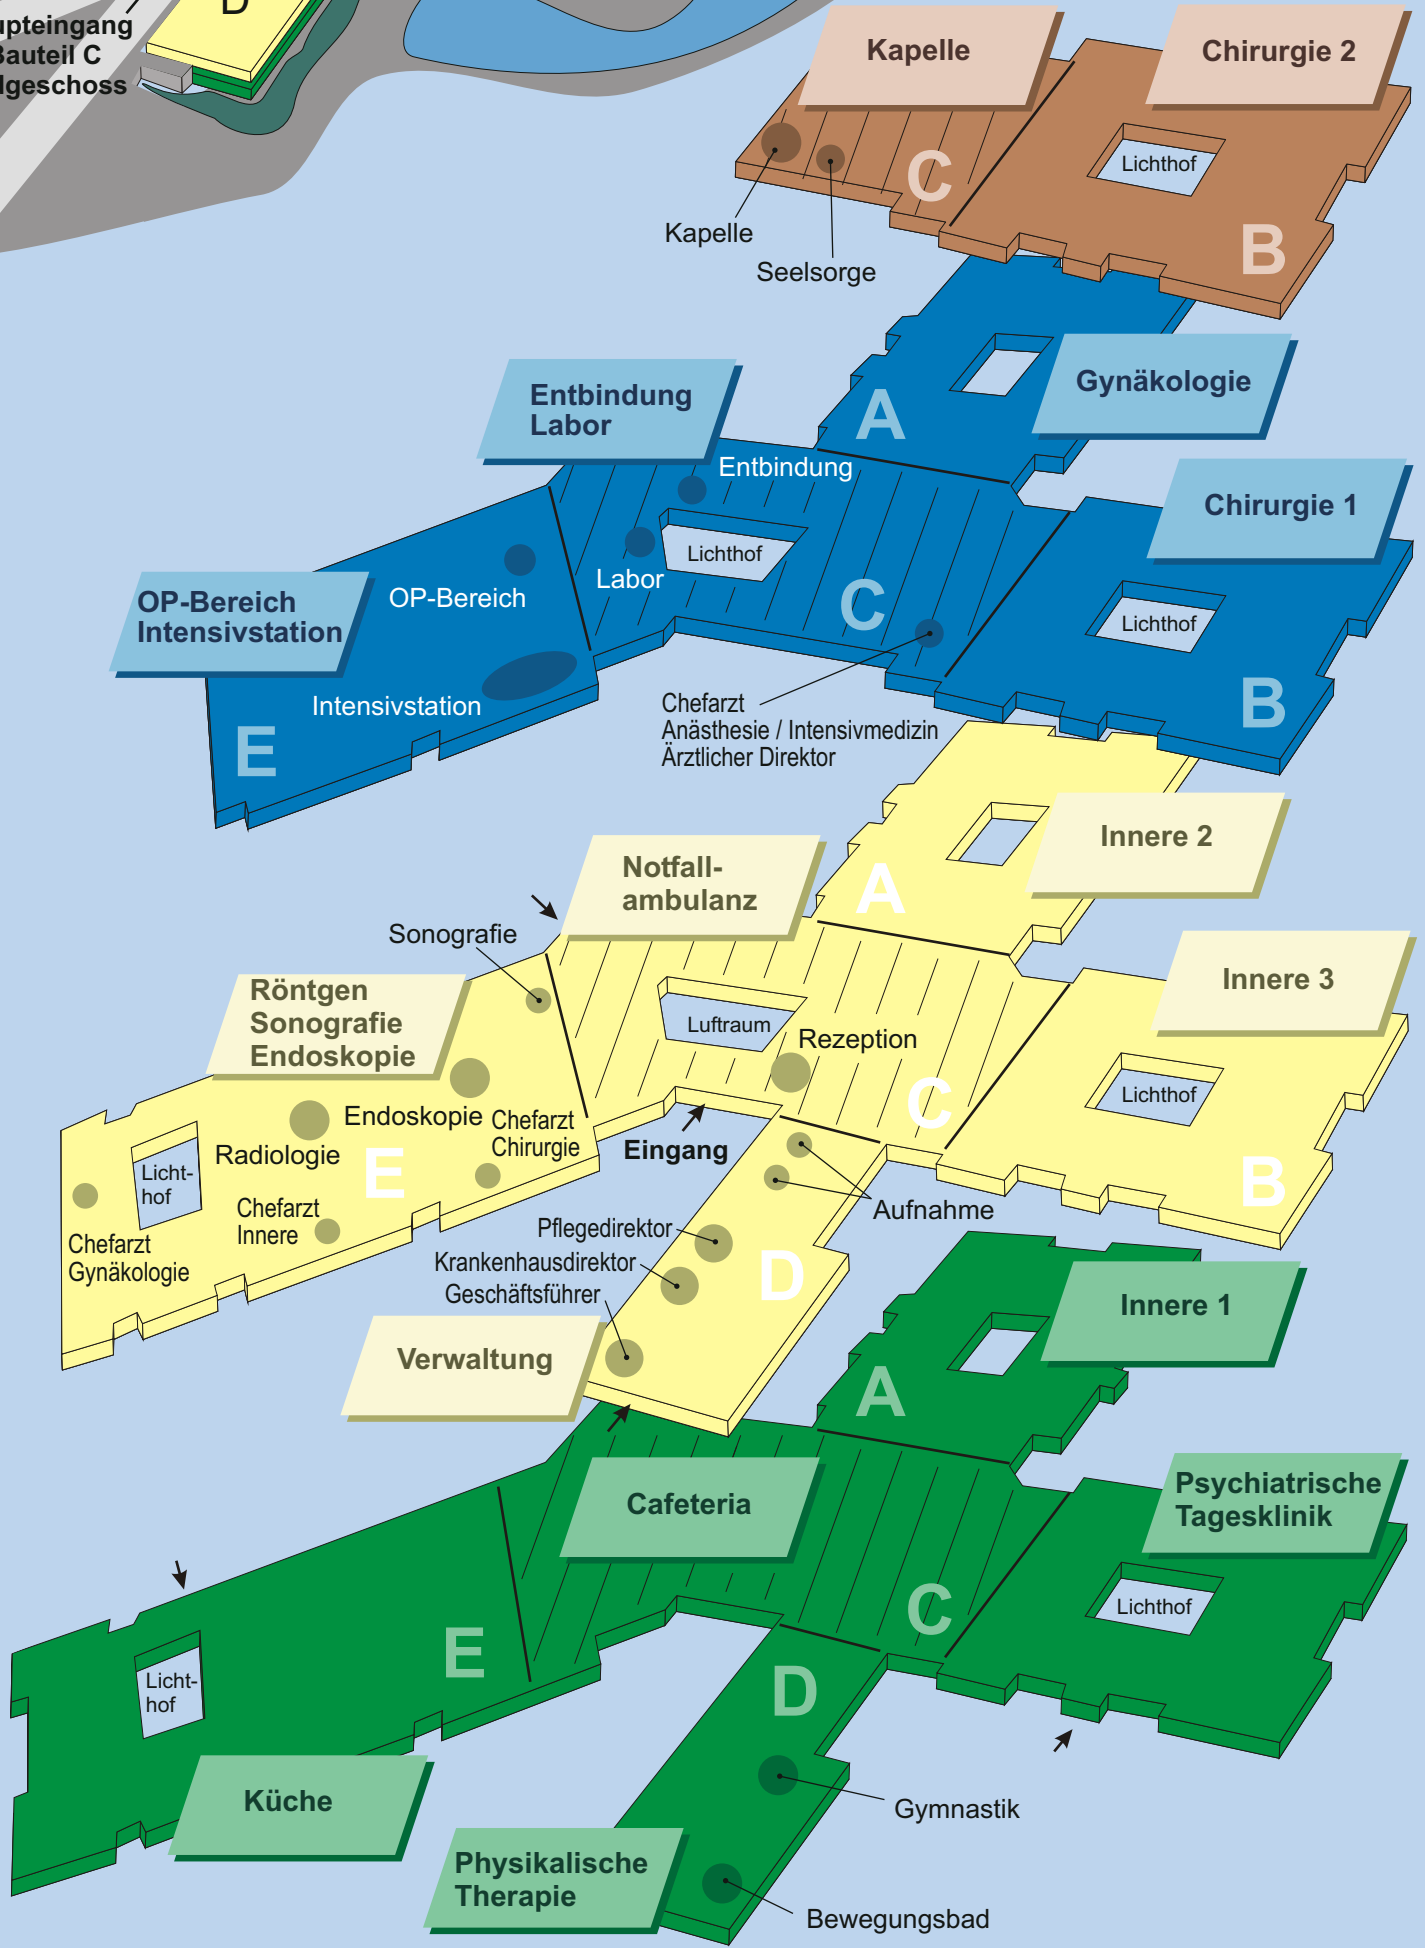 D
upteingang
Bauteil C
dgeschoss
Kapelle
Chirurgie 2
Lichthof
C
B
Kapelle
Seelsorge
Gynäkologie
A
Entbindung
Labor
Entbindung
Chirurgie 1
Lichthof
Labor
C
OP-Bereich
OP-Bereich
Intensivstation
Lichthof
Intensivstation
E
Chefarzt
Anästhesie / Intensivmedizin
Ärztlicher Direktor
B
Innere 2
A
Notfall-
ambulanz
Sonografie
Innere 3
Röntgen
Sonografie
Endoskopie
Luftraum
Rezeption
C
Lichthof
Endoskopie
Chefarzt
Chirurgie
Radiologie
E
Eingang
Licht-
hof
B
Chefarzt
Innere
Aufnahme
Chefarzt
Gynäkologie
Pflegedirektor
Krankenhausdirektor
Geschäftsführer
D
Verwaltung
Innere 1
A
Cafeteria
Psychiatrische
Tagesklinik
C
Lichthof
E
Licht-
hof
D
Küche
Gymnastik
Physikalische
Therapie
Bewegungsbad